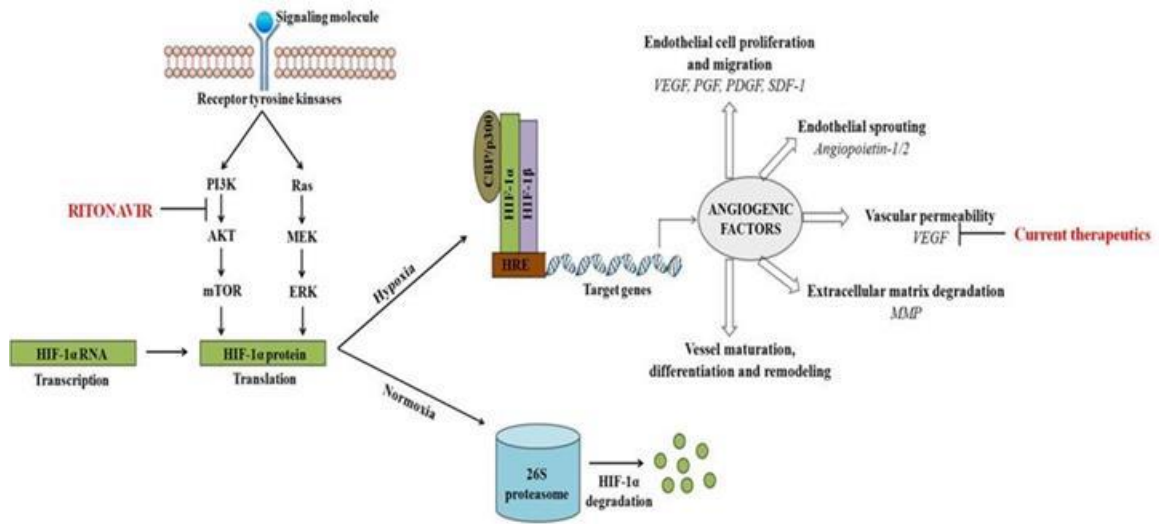 Signaling molecule
Receptor tyrosine kinsases
PI3K
Ras
RITONAVIR
AKT
MEK
mTOR
ERK
HIF-1α RNA
Transcription
HIF-1α protein
Translation
Hypoxia
Normoxia
CBP/p300
HIF-1α
HIF-1β
HRE
Target genes
26S
proteasome
HIF-1α
degradation
ANGIOGENIC
FACTORS
Endothelial cell proliferation
and migration
VEGF, PGF, PDGF, SDF-1
Endothelial sprouting
Angiopoietin-1/2
Vascular permeability
VEGF
Current therapeutics
Extracellular matrix degradation
MMP
Vessel maturation,
differentiation and remodeling